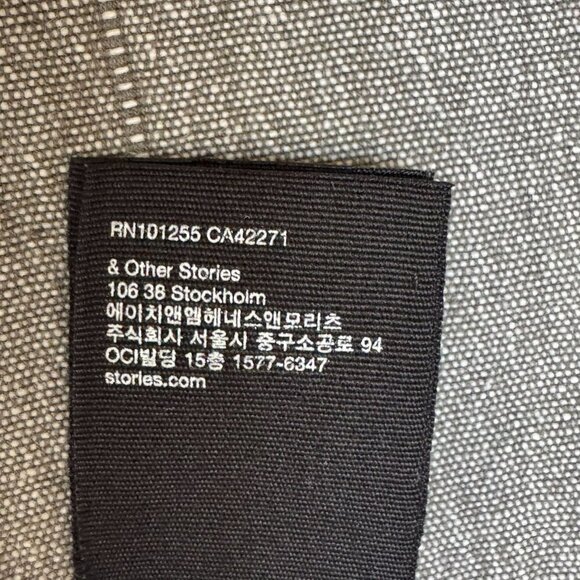 RN101255 CA42271
& Other Stories
106 38 Stockholm
에이치앤엠헤네스앤모리츠
주식회사 서울시 중구소공로 94
OCI빌딩 15층 1577-6347
stories.com